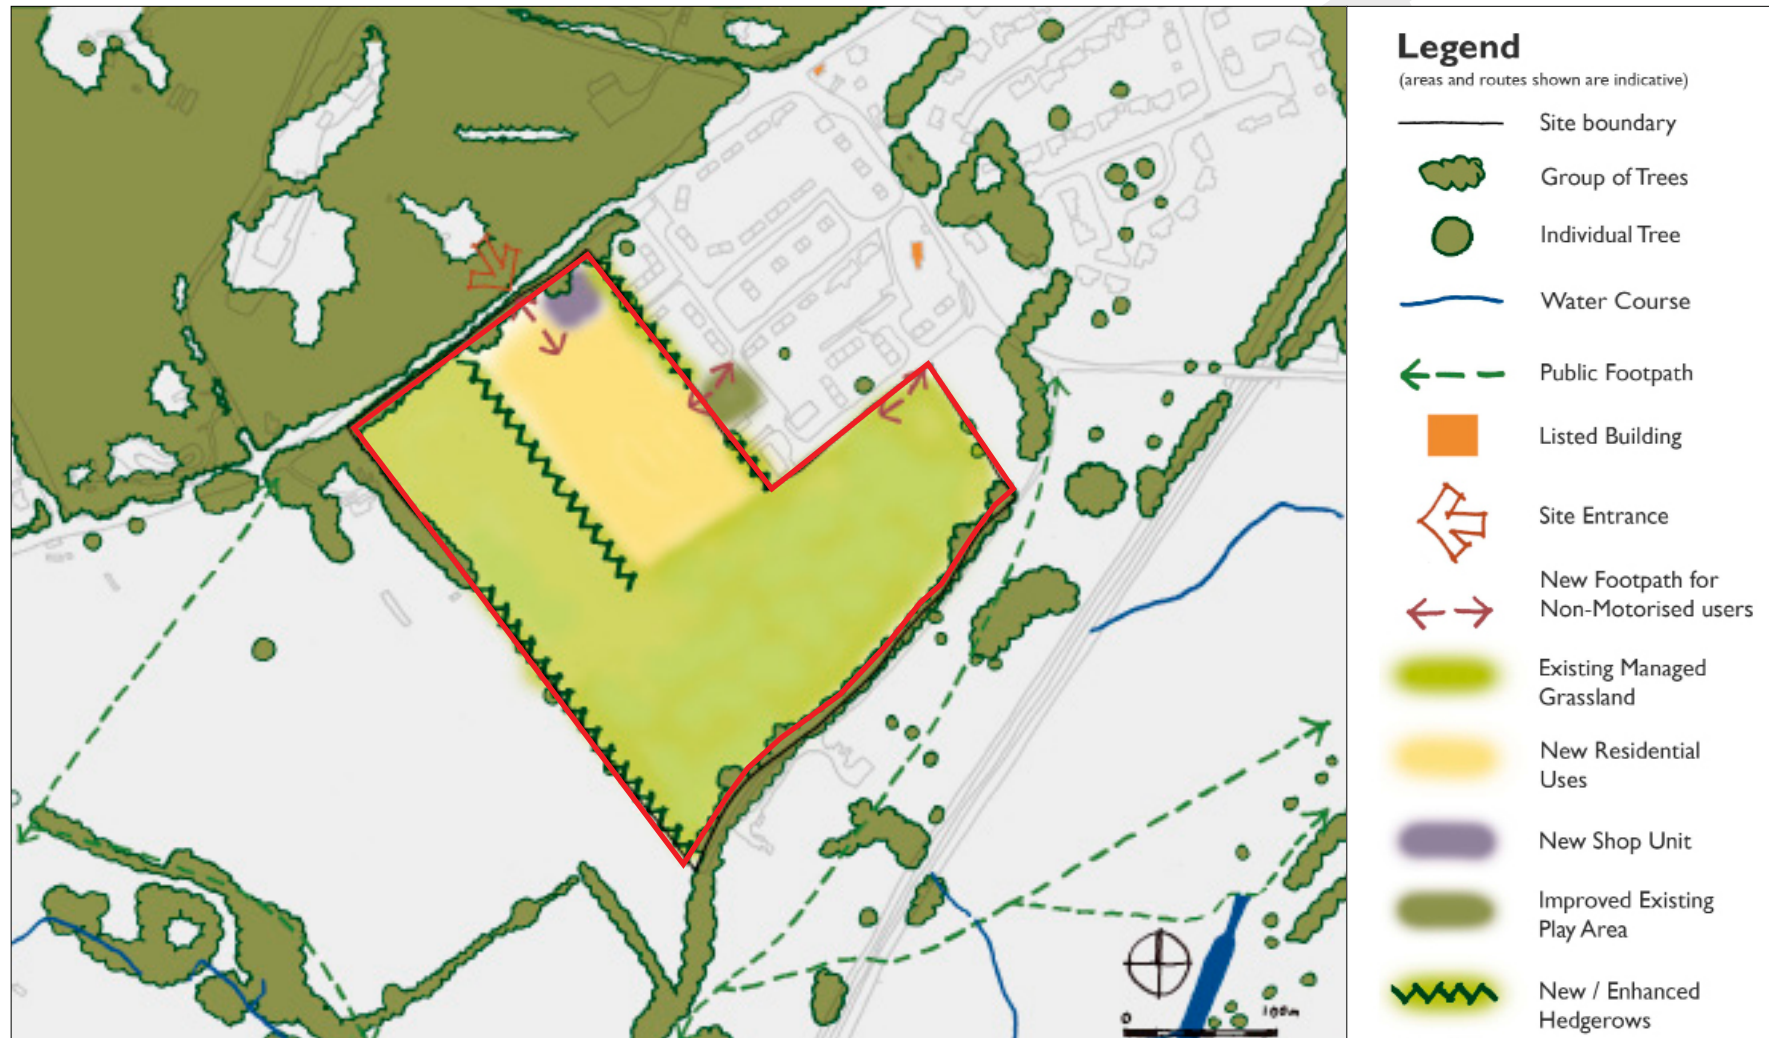 Legend
(areas and routes shown are indicative)
Site boundary
Group of Trees
Individual Tree
Water Course
Public Footpath
Listed Building
Site Entrance
New Footpath for
Non-Motorised users
Existing Managed
Grassland
New Residential
Uses
New Shop Unit
Improved Existing
Play Area
New / Enhanced
Hedgerows
0 100m